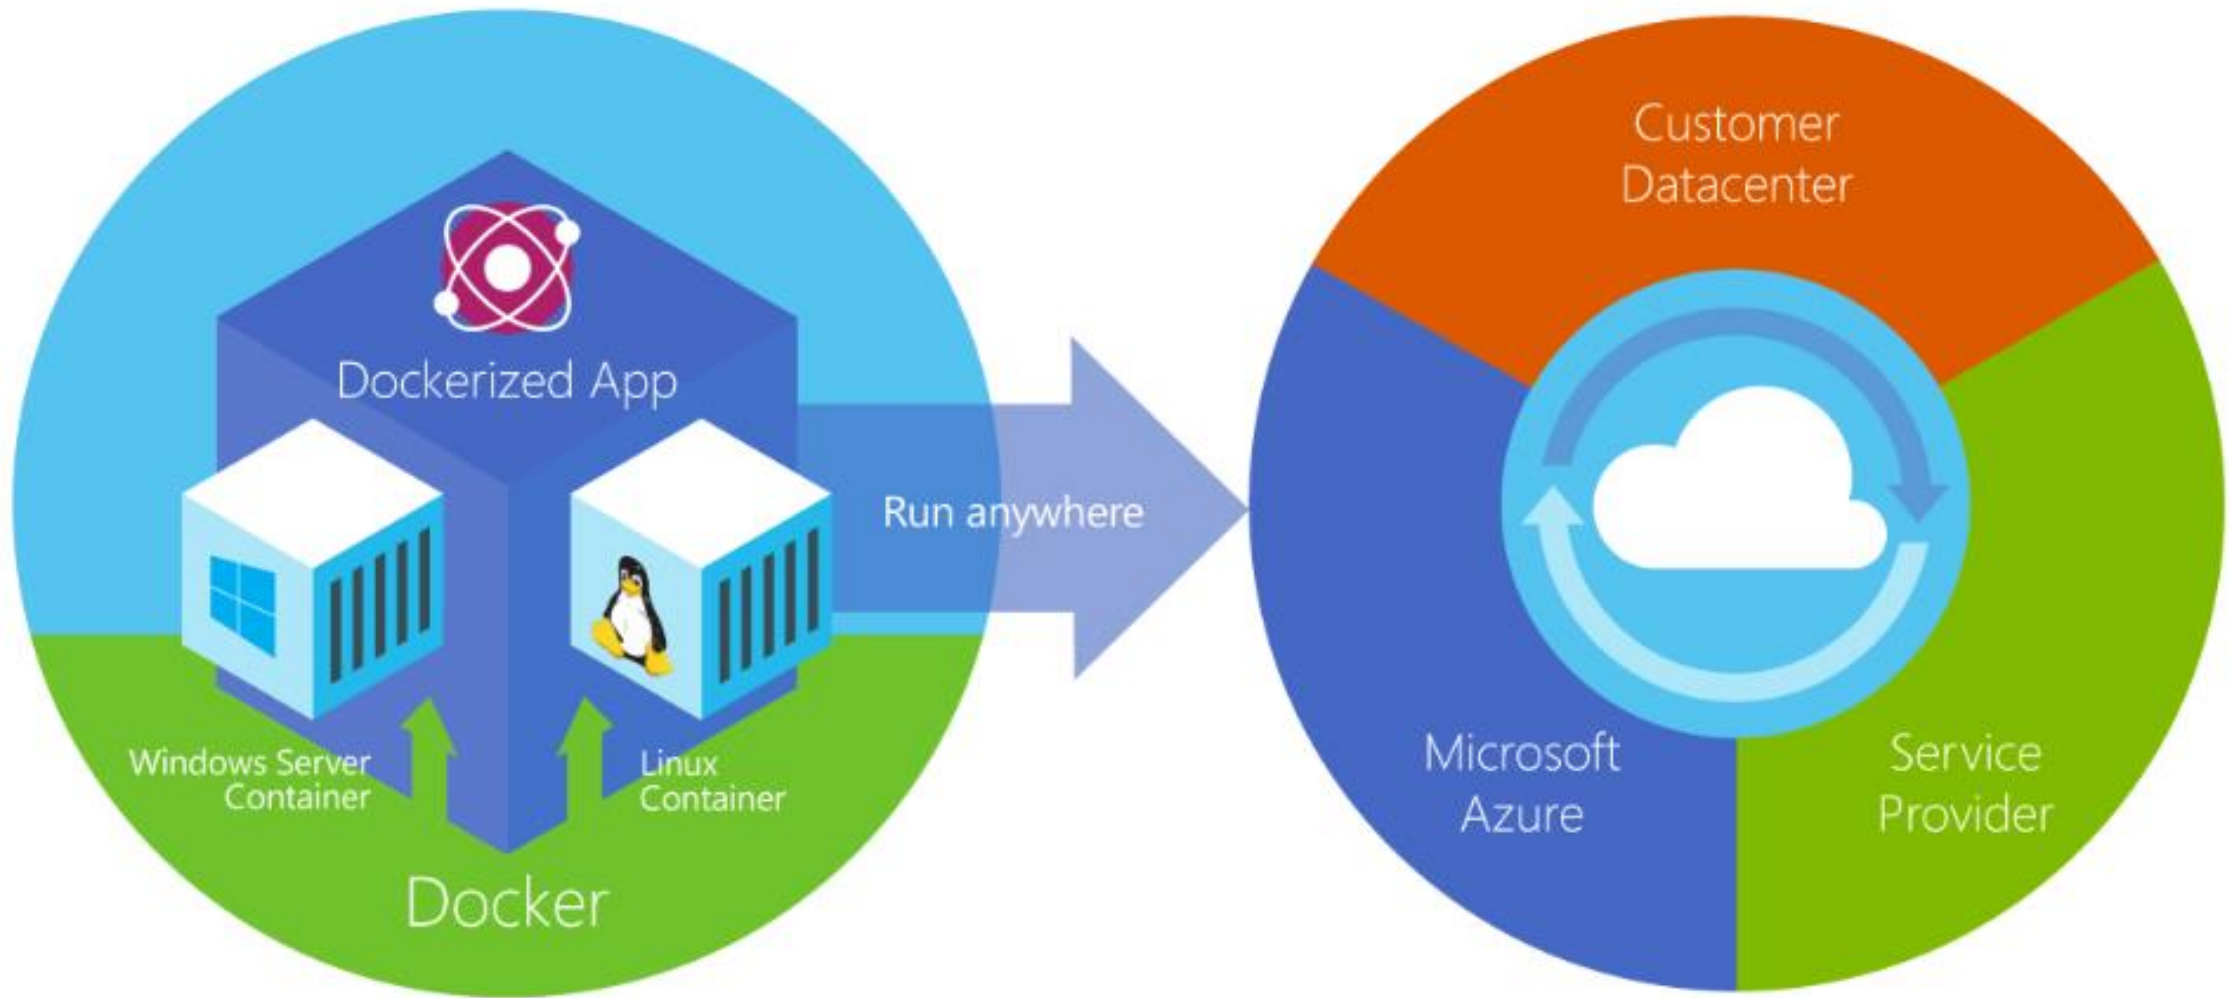 Dockerized App
Windows Server
Container
Linux
Container
Docker
Run anywhere
Customer
Datacenter
Microsoft
Azure
Service
Provider